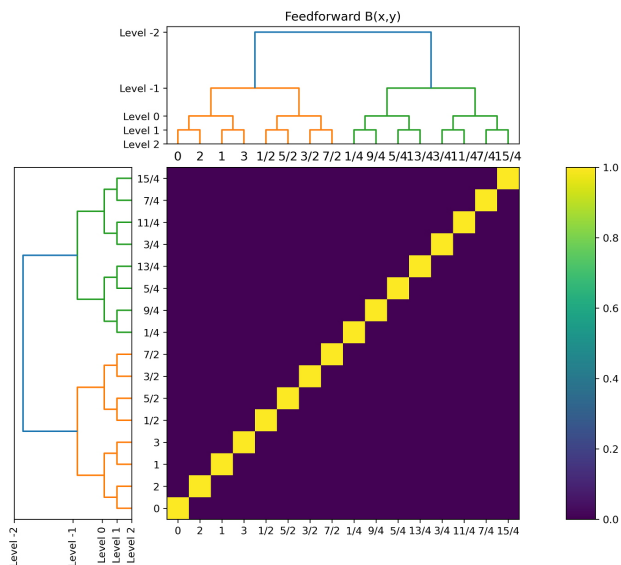 Feedforward B(x,y)
Level -2
Level -1
Level 0
Level 1
Level 2
0 2 1 3 1/2 5/2 3/2 7/2 1/4 9/4 5/4 13/4 3/4 11/4 7/4 15/4
15/4
7/4
11/4
3/4
13/4
5/4
9/4
1/4
7/2
3/2
5/2
1/2
3
1
2
0
0 2 1 3 1/2 5/2 3/2 7/2 1/4 9/4 5/4 13/4 3/4 11/4 7/4 15/4
Level -2
Level -1
Level 0
Level 1
Level 2
1.0
0.8
0.6
0.4
0.2
0.0